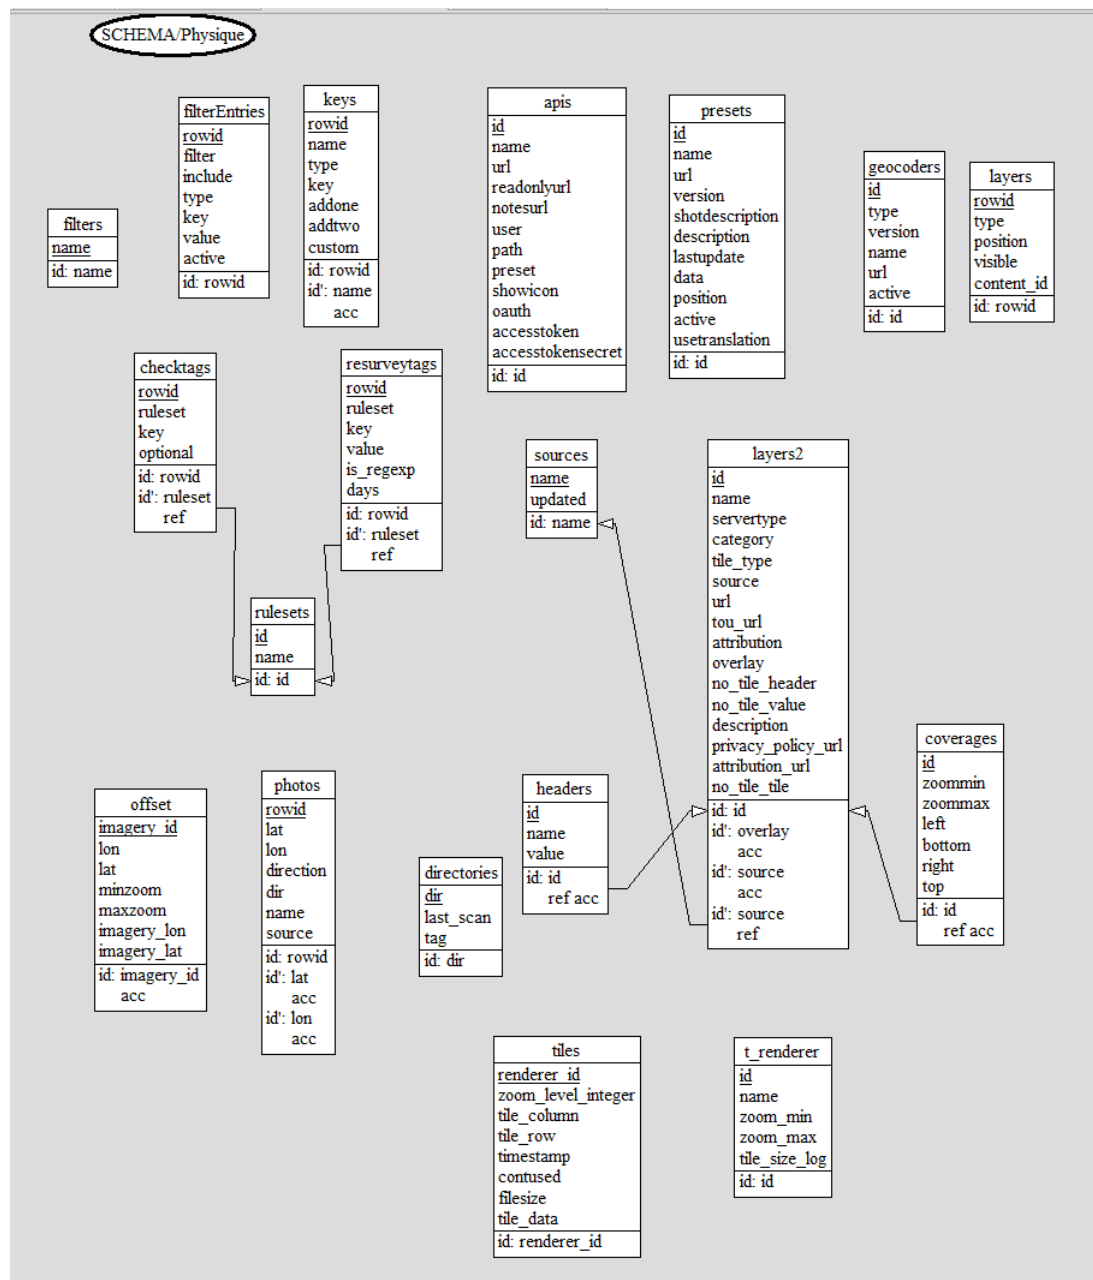 SCHEMA/Physique
filters
name
id: name
filterEntries
rowid
filter
include
type
key
value
active
id: rowid
keys
rowid
name
type
key
addone
addtwo
custom
id: rowid
id': name
acc
apis
id
name
url
readonlyurl
notesurl
user
path
preset
showicon
oauth
accesstoken
accesstokensecret
id: id
presets
id
name
url
version
shotdescription
description
lastupdate
data
position
active
usetranslation
id: id
geocoders
id
type
version
name
url
active
id: id
layers
rowid
type
position
visible
content_id
id: rowid
checktags
rowid
ruleset
key
optional
id: rowid
id': ruleset
ref
resurveytags
rowid
ruleset
key
value
is_regexp
days
id: rowid
id': ruleset
ref
rulesets
id
name
id: id
sources
name
updated
id: name
layers2
id
name
servertype
category
tile_type
source
url
tou_url
attribution
overlay
no_tile_header
no_tile_value
description
privacy_policy_url
attribution_url
no_tile_tile
id: id
id': overlay
acc
id': source
acc
id': source
ref
coverages
id
zoommin
zoommax
left
bottom
right
top
id: id
ref acc
offset
imagery_id
lon
lat
minzoom
maxzoom
imagery_lon
imagery_lat
id: imagery_id
acc
photos
rowid
lat
lon
direction
dir
name
source
id: rowid
id': lat
acc
id': lon
acc
directories
dir
last_scan
tag
id: dir
headers
id
name
value
id: id
ref acc
tiles
renderer_id
zoom_level_integer
tile_column
tile_row
timestamp
contused
filesize
tile_data
id: renderer_id
t_renderer
id
name
zoom_min
zoom_max
tile_size_log
id: id